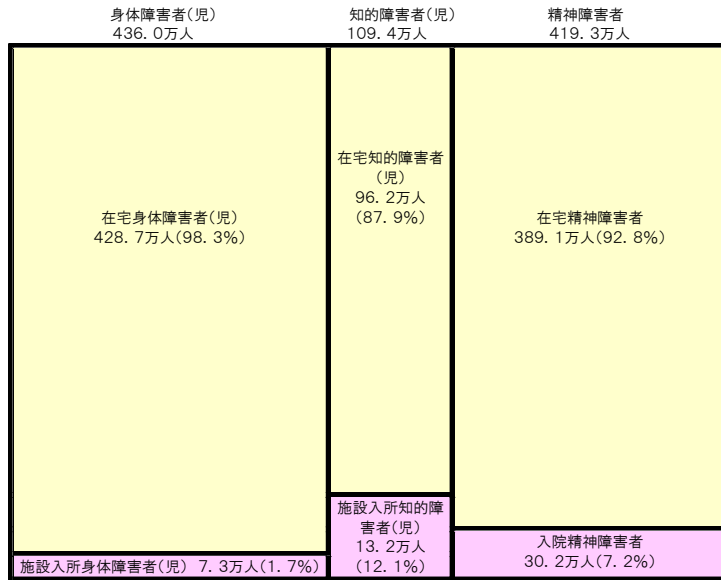 身体障害者(児)
436．0万人
知的障害者(児)
109．4万人
精神障害者
419．3万人
在宅身体障害者(児)
428．7万人(98．3%)
在宅知的障害者
(児)
96．2万人
(87．9%)
在宅精神障害者
389．1万人(92．8%)
施設入所身体障害者(児) 7．3万人(1．7%)
施設入所知的障
害者(児)
13．2万人
(12．1%)
入院精神障害者
30．2万人(7．2%)